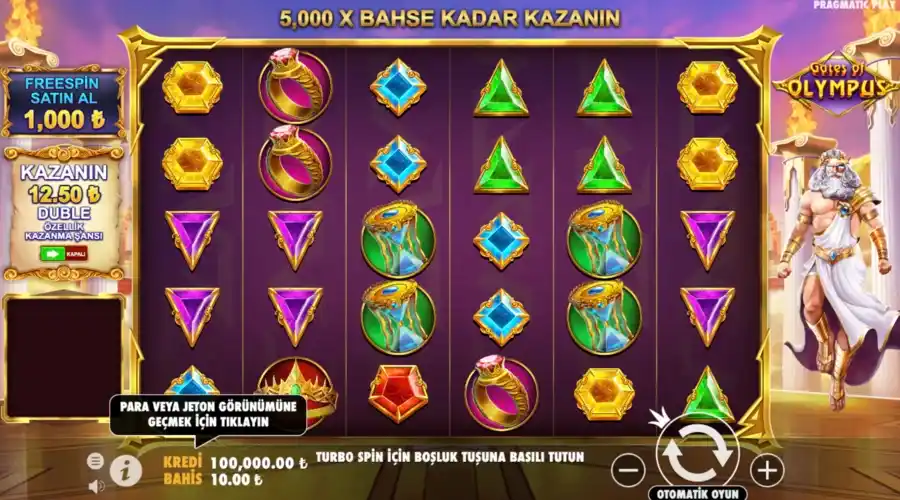 PRAGMATIC PLAY
5,000 X BAHSE KADAR KAZANIN
Gates of
OLYMPUS
FREESPİN
SATIN AL
1,000 ₺
KAZANIN
12.50 ₺
DUBLE
ÖZELLİK
KAZANMA ŞANSI
KAPALI
PARA VEYA JETON GÖRÜNÜMÜNE
GEÇMEK İÇİN TIKLAYIN
KREDİ 100,000.00 ₺
BAHİS 10.00 ₺
TURBO SPIN İÇİN BOŞLUK TUŞUNA BASILI TUTUN
OTOMATİK OYUN